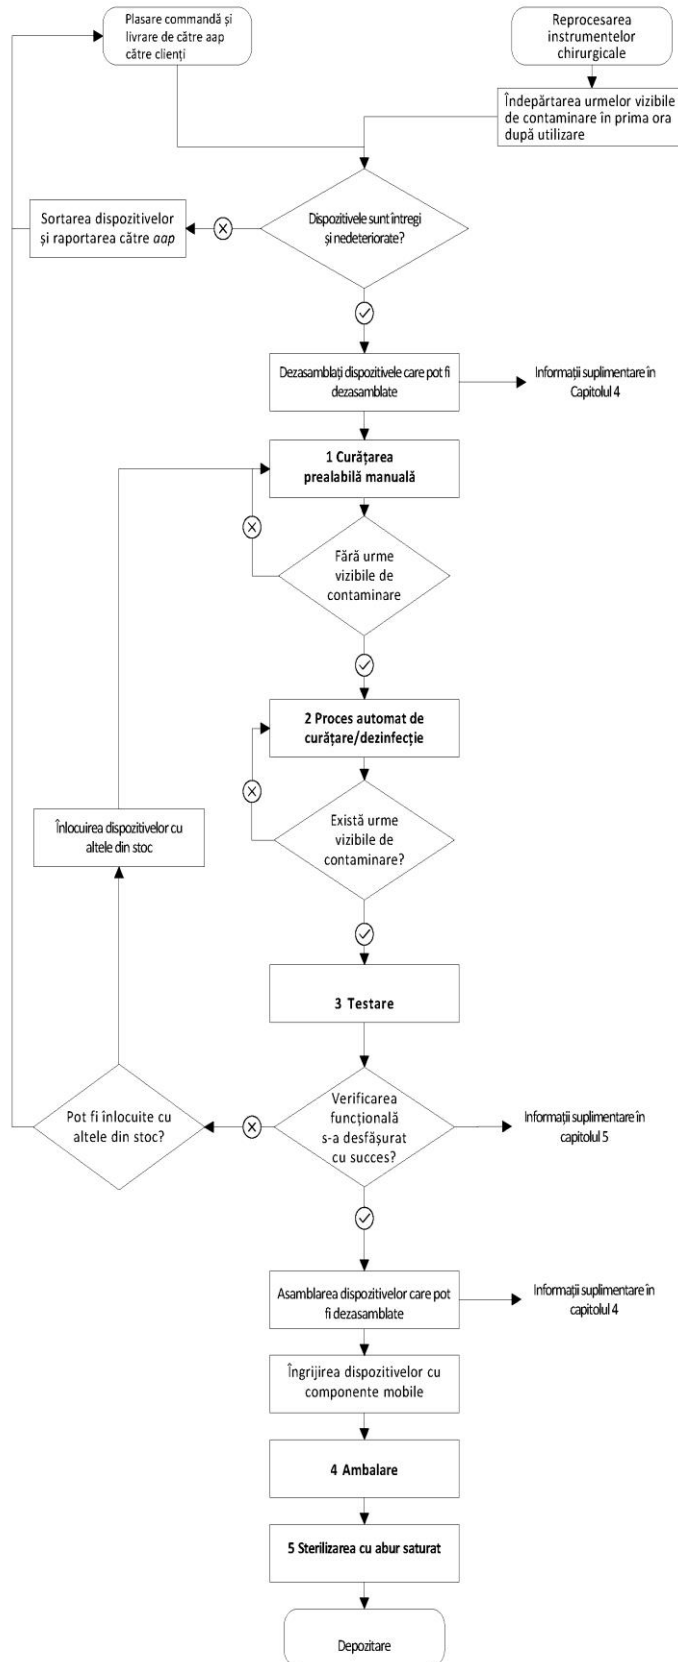 Plasare commandă și
livrare de către aap
către clienți
Reprocesarea
instrumentelor
chirurgicale
Îndepărtarea urmelor vizibile
de contaminare în prima ora
după utilizare
Sortarea dispozitivelor
și raportarea către aap
Dispozitivele sunt întregi
și nedeteriorate?
Dezasamblați dispozitivele care pot fi
dezasamblate
Informații suplimentare în
Capitolul 4
1 Curățarea
prealabilă manuală
Fără urme
vizibile de
contaminare
2 Proces automat de
curățare/dezinfecție
Înlocuirea dispozitivelor cu
altele din stoc
Există urme
vizibile de
contaminare?
3 Testare
Pot fi înlocuite cu
altele din stoc?
Verificarea
funcțională
s-a desfășurat
cu succes?
Informații suplimentare în
capitolul 5
Asamblarea dispozitivelor care pot
fi dezasamblate
Informații suplimentare în
capitolul 4
Îngrijirea dispozitivelor cu
componente mobile
4 Ambalare
5 Sterilizarea cu abur saturat
Depozitare